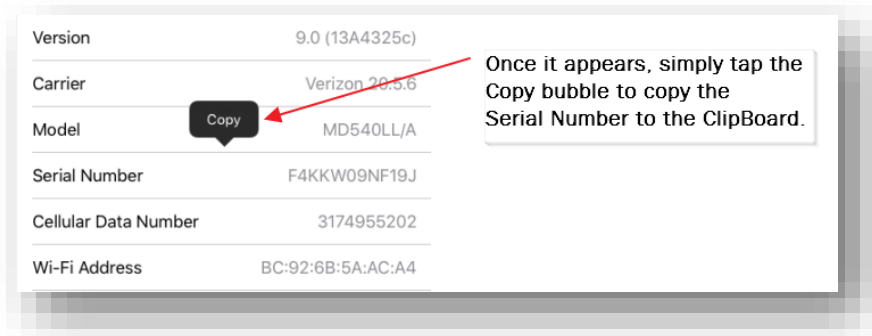 Version 9.0 (13A4325c)
Carrier Verizon 20.5.6
Copy
Model MD540LL/A
Serial Number F4KKW09NF19J
Cellular Data Number 3174955202
Wi-Fi Address BC:92:6B:5A:AC:A4
Once it appears, simply tap the
Copy bubble to copy the
Serial Number to the ClipBoard.